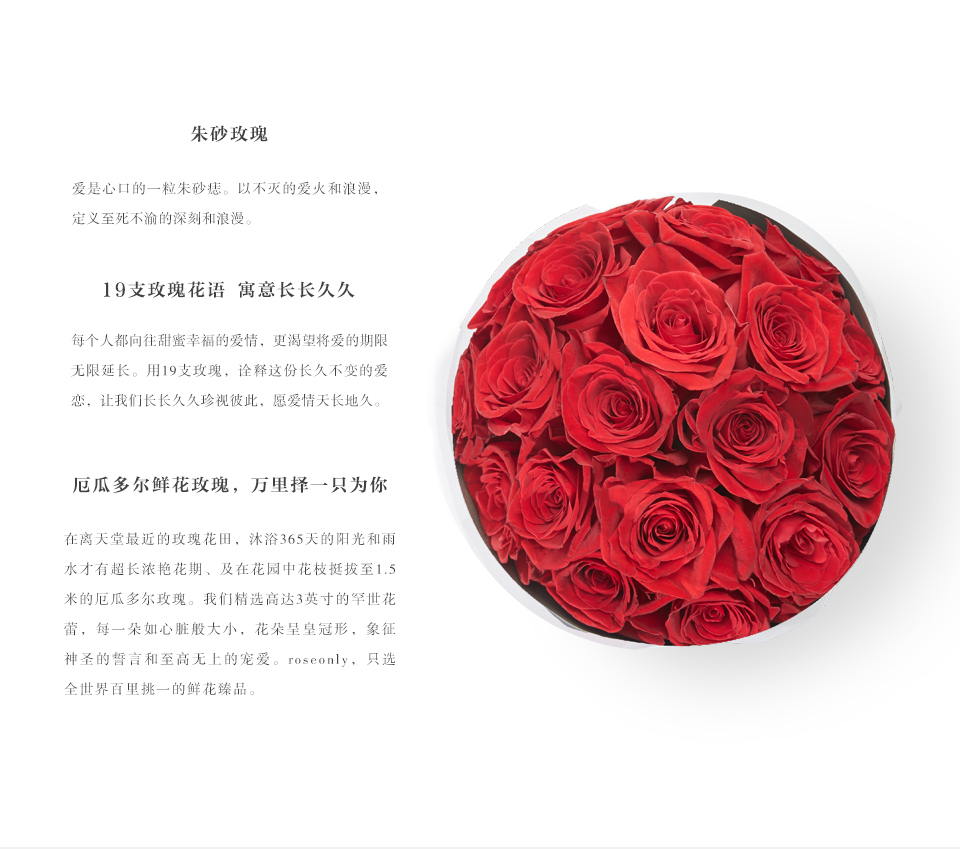 朱砂玫瑰
爱是心口的一粒朱砂痣。以不灭的爱火和浪漫，
定义至死不渝的深刻和浪漫。
19支玫瑰花语 寓意长长久久
每个人都向往甜蜜幸福的爱情，更渴望将爱的期限
无限延长。用19支玫瑰，诠释这份长久不变的爱
恋，让我们长长久久珍视彼此，愿爱情天长地久。
厄瓜多尔鲜花玫瑰，万里择一只为你
在离天堂最近的玫瑰花田，沐浴365天的阳光和雨
水才有超长浓艳花期、及在花园中花枝挺拔至1.5
米的厄瓜多尔玫瑰。我们精选高达3英寸的罕世花
蕾，每一朵如心脏般大小，花朵呈皇冠形，象征
神圣的誓言和至高无上的宠爱。roseonly，只选
全世界百里挑一的鲜花臻品。